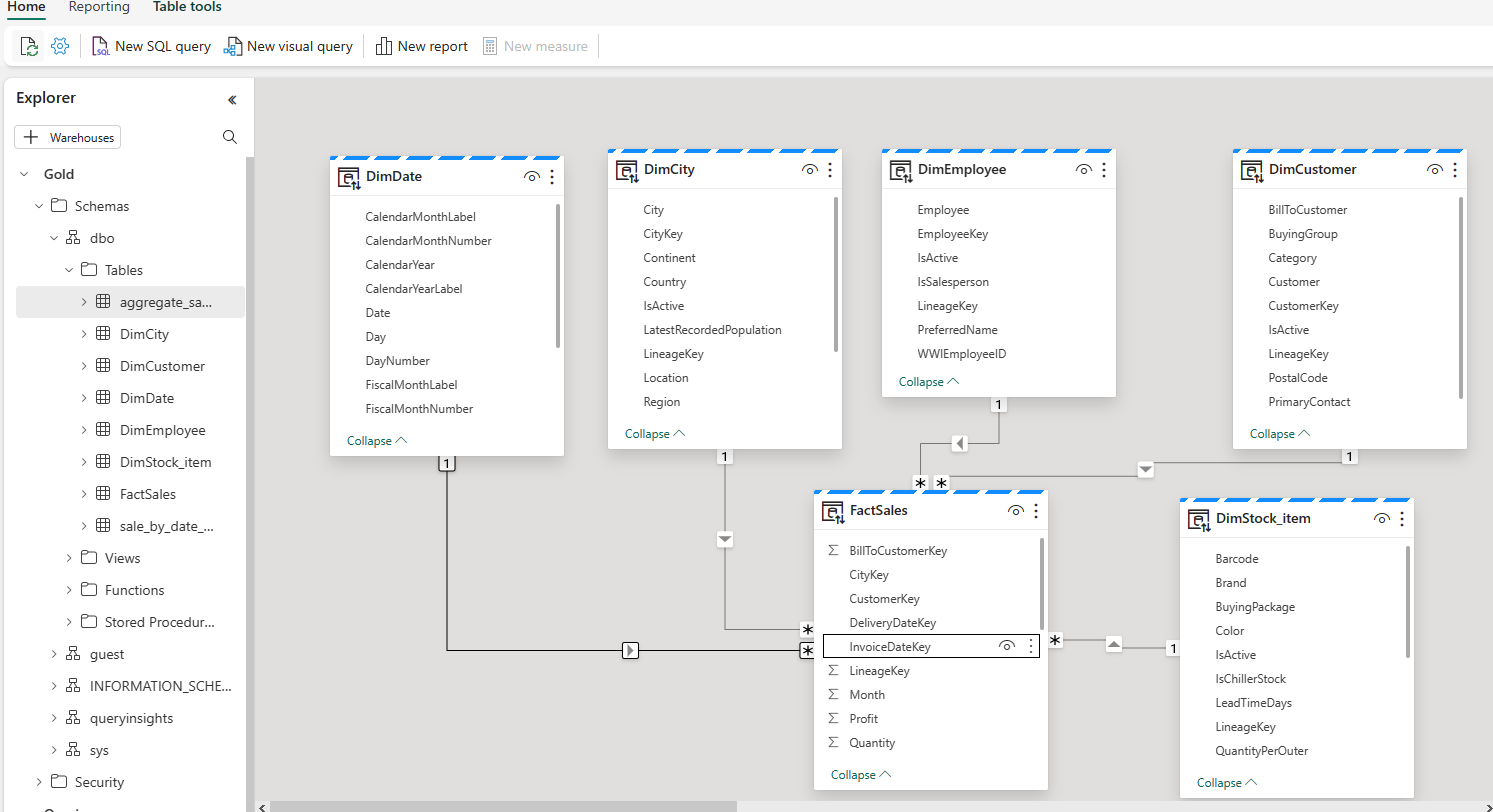 Home Reporting Table tools
New SQL query New visual query New report New measure
Explorer
Warehouses
Gold
Schemas
dbo
Tables
aggregate_sa...
DimCity
DimCustomer
DimDate
DimEmployee
DimStock_item
FactSales
sale_by_date_...
Views
Functions
Stored Procedur...
guest
INFORMATION_SCHE...
queryinsights
sys
Security
DimDate
CalendarMonthLabel
CalendarMonthNumber
CalendarYear
CalendarYearLabel
Date
Day
DayNumber
FiscalMonthLabel
FiscalMonthNumber
Collapse
1
DimCity
City
CityKey
Continent
Country
IsActive
LatestRecordedPopulation
LineageKey
Location
Region
Collapse
1
DimEmployee
Employee
EmployeeKey
IsActive
IsSalesperson
LineageKey
PreferredName
WWIEmployeeID
Collapse
1
DimCustomer
BillToCustomer
BuyingGroup
Category
Customer
CustomerKey
IsActive
LineageKey
PostalCode
PrimaryContact
Collapse
1
* *
FactSales
BillToCustomerKey
CityKey
CustomerKey
DeliveryDateKey
* InvoiceDateKey *
* LineageKey
Σ Month
Σ Profit
Σ Quantity
Collapse
DimStock_item
Barcode
Brand
BuyingPackage
Color
1 IsActive
IsChillerStock
LeadTimeDays
LineageKey
QuantityPerOuter
Collapse